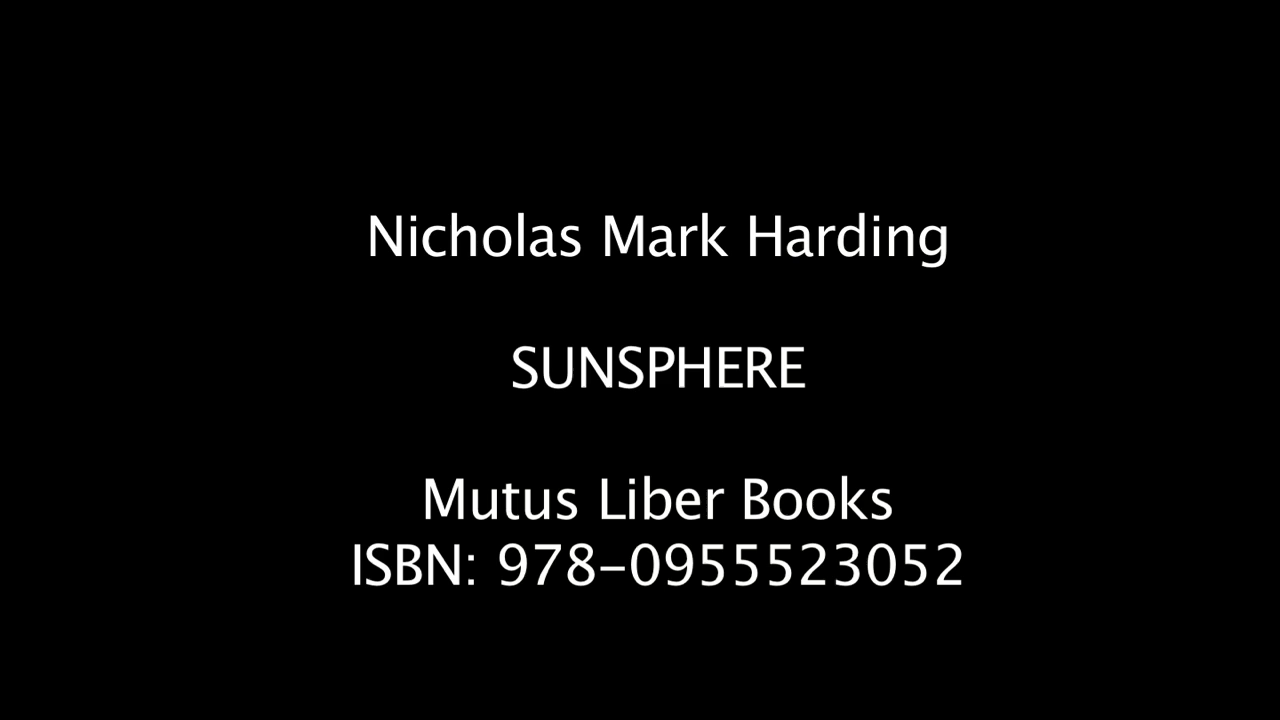 Nicholas Mark Harding
SUNSPHERE
Mutus Liber Books
ISBN: 978-0955523052